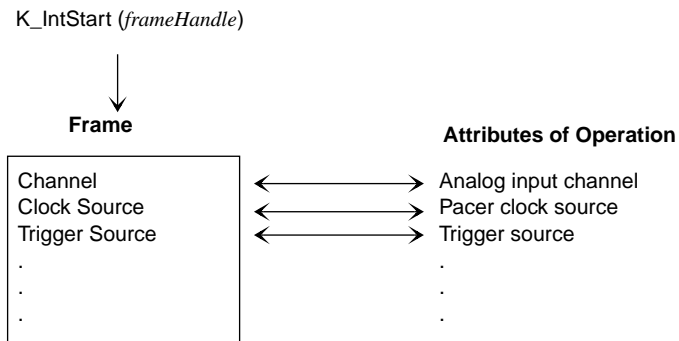 K_IntStart (frameHandle)
Frame
Attributes of Operation
Channel
Analog input channel
Clock Source
Pacer clock source
Trigger Source
Trigger source
. .
. .
. .